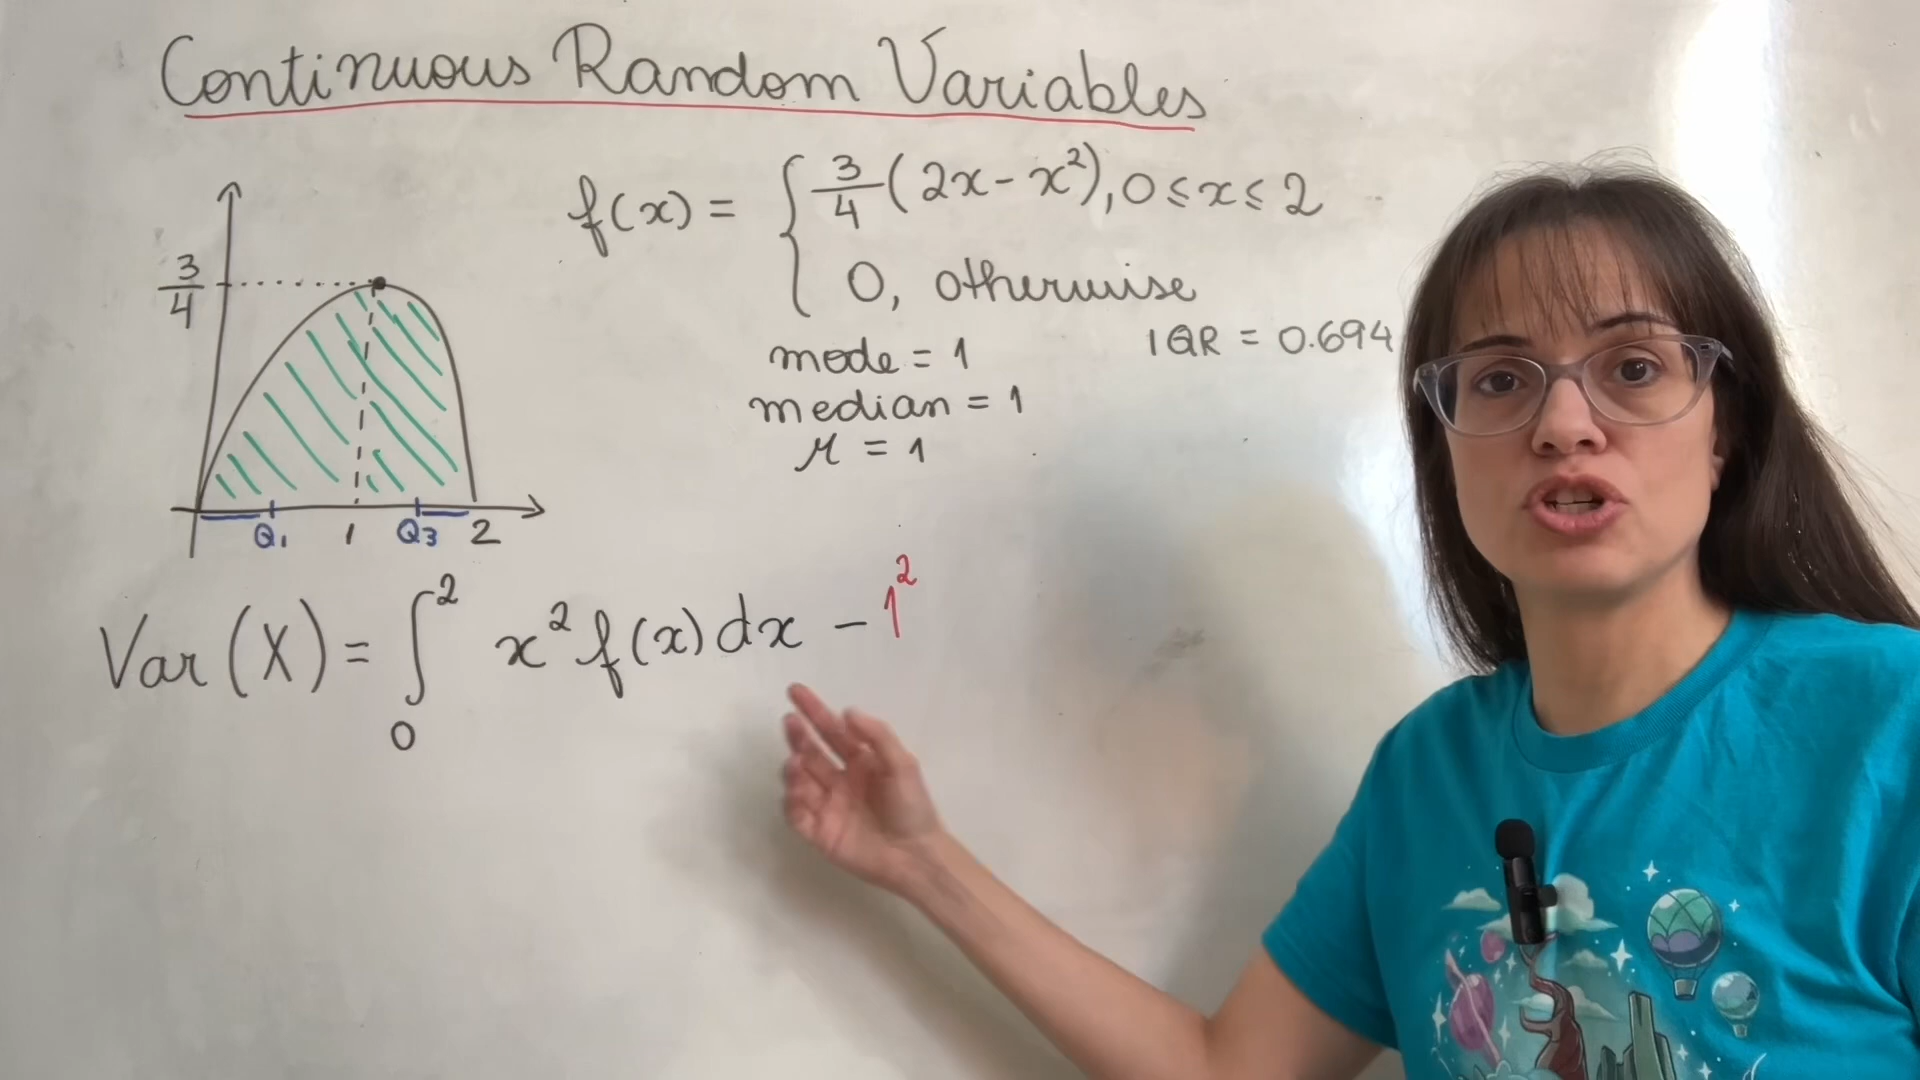 Continuous Random Variables
f(x) = { 3/4 (2x - x²), 0 ≤ x ≤ 2
0, otherwise
mode = 1
IQR = 0.694
median = 1
μ = 1
3/4
Q₁ 1 Q₃ 2
Var(X) = ∫₀² x² f(x) dx - 1²